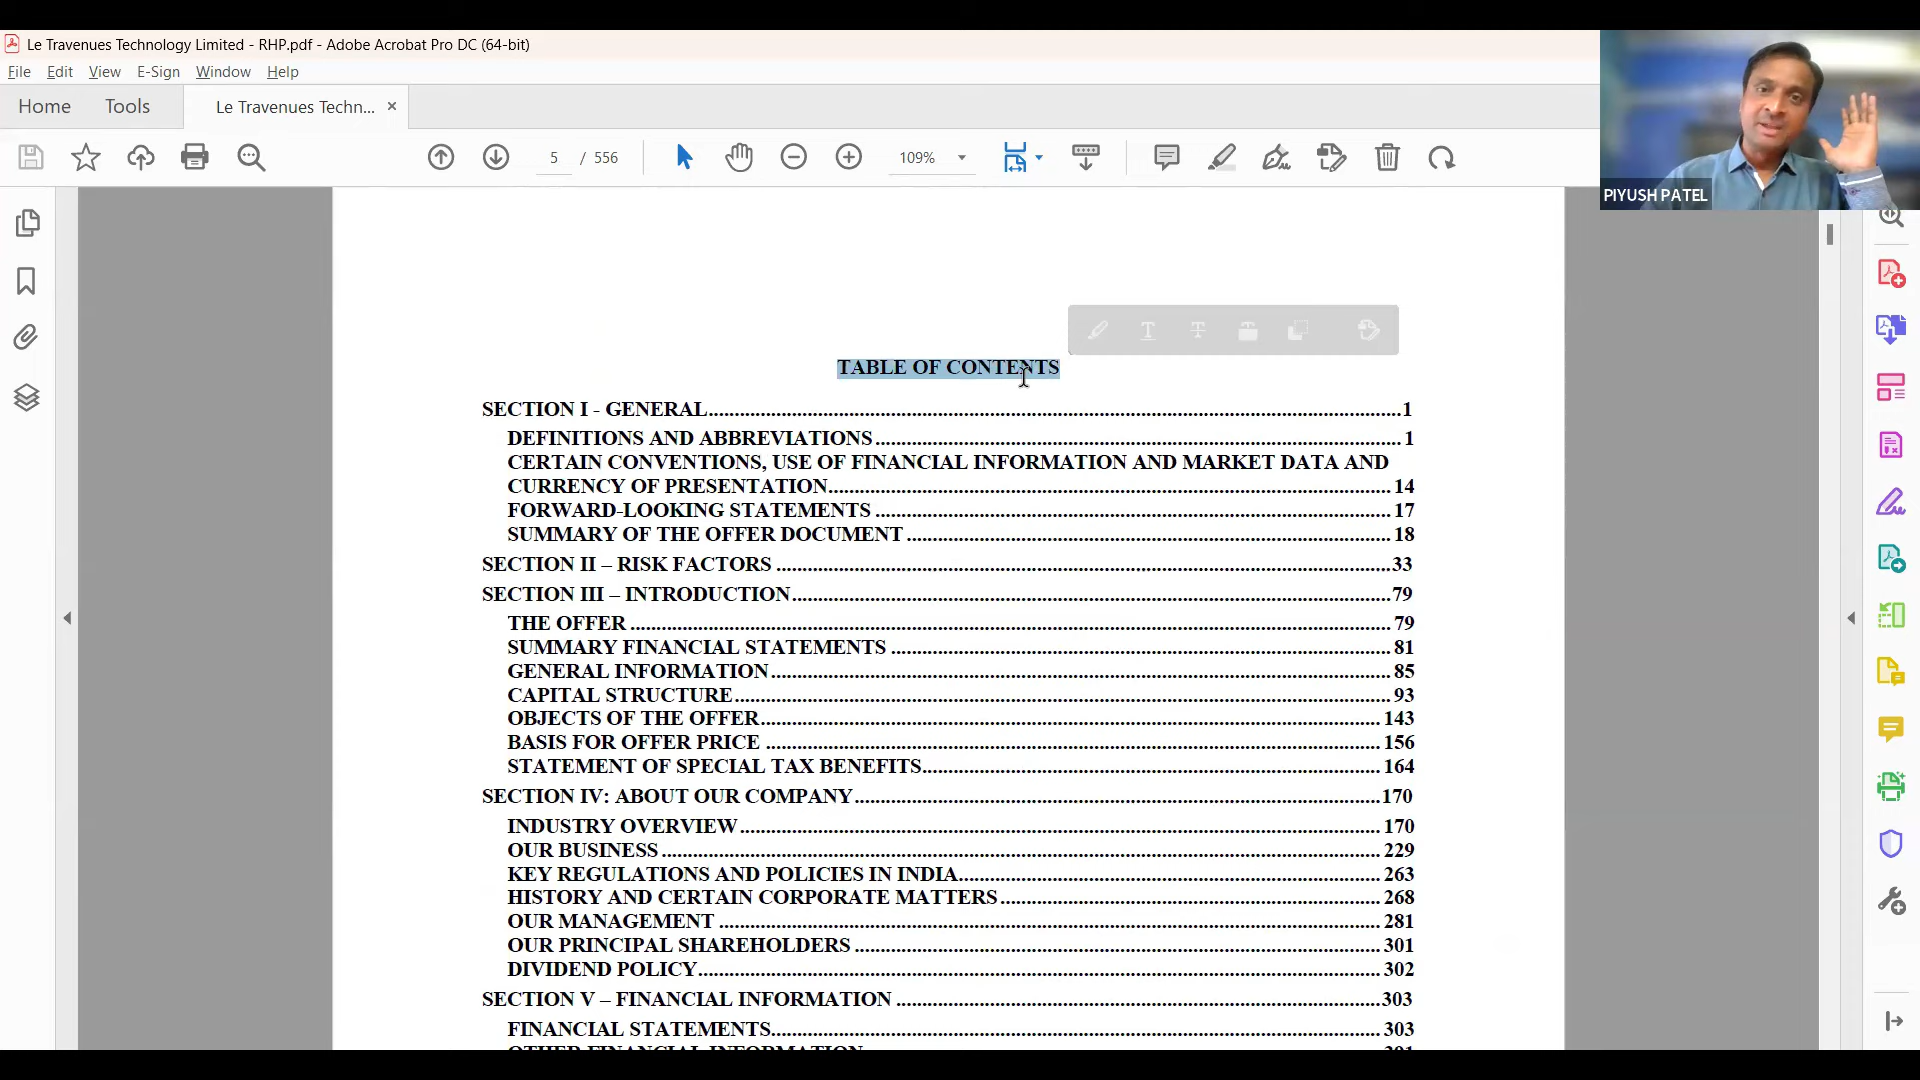 Le Travenues Technology Limited - RHP.pdf - Adobe Acrobat Pro DC (64-bit)
File Edit View E-Sign Window Help
Home Tools Le Travenues Techn... ×
5 / 556 109%
PIYUSH PATEL
TABLE OF CONTENTS
SECTION I - GENERAL 1
DEFINITIONS AND ABBREVIATIONS 1
CERTAIN CONVENTIONS, USE OF FINANCIAL INFORMATION AND MARKET DATA AND
CURRENCY OF PRESENTATION 14
FORWARD-LOOKING STATEMENTS 17
SUMMARY OF THE OFFER DOCUMENT 18
SECTION II – RISK FACTORS 33
SECTION III – INTRODUCTION 79
THE OFFER 79
SUMMARY FINANCIAL STATEMENTS 81
GENERAL INFORMATION 85
CAPITAL STRUCTURE 93
OBJECTS OF THE OFFER 143
BASIS FOR OFFER PRICE 156
STATEMENT OF SPECIAL TAX BENEFITS 164
SECTION IV: ABOUT OUR COMPANY 170
INDUSTRY OVERVIEW 170
OUR BUSINESS 229
KEY REGULATIONS AND POLICIES IN INDIA 263
HISTORY AND CERTAIN CORPORATE MATTERS 268
OUR MANAGEMENT 281
OUR PRINCIPAL SHAREHOLDERS 301
DIVIDEND POLICY 302
SECTION V – FINANCIAL INFORMATION 303
FINANCIAL STATEMENTS 303
OTHER FINANCIAL INFORMATION